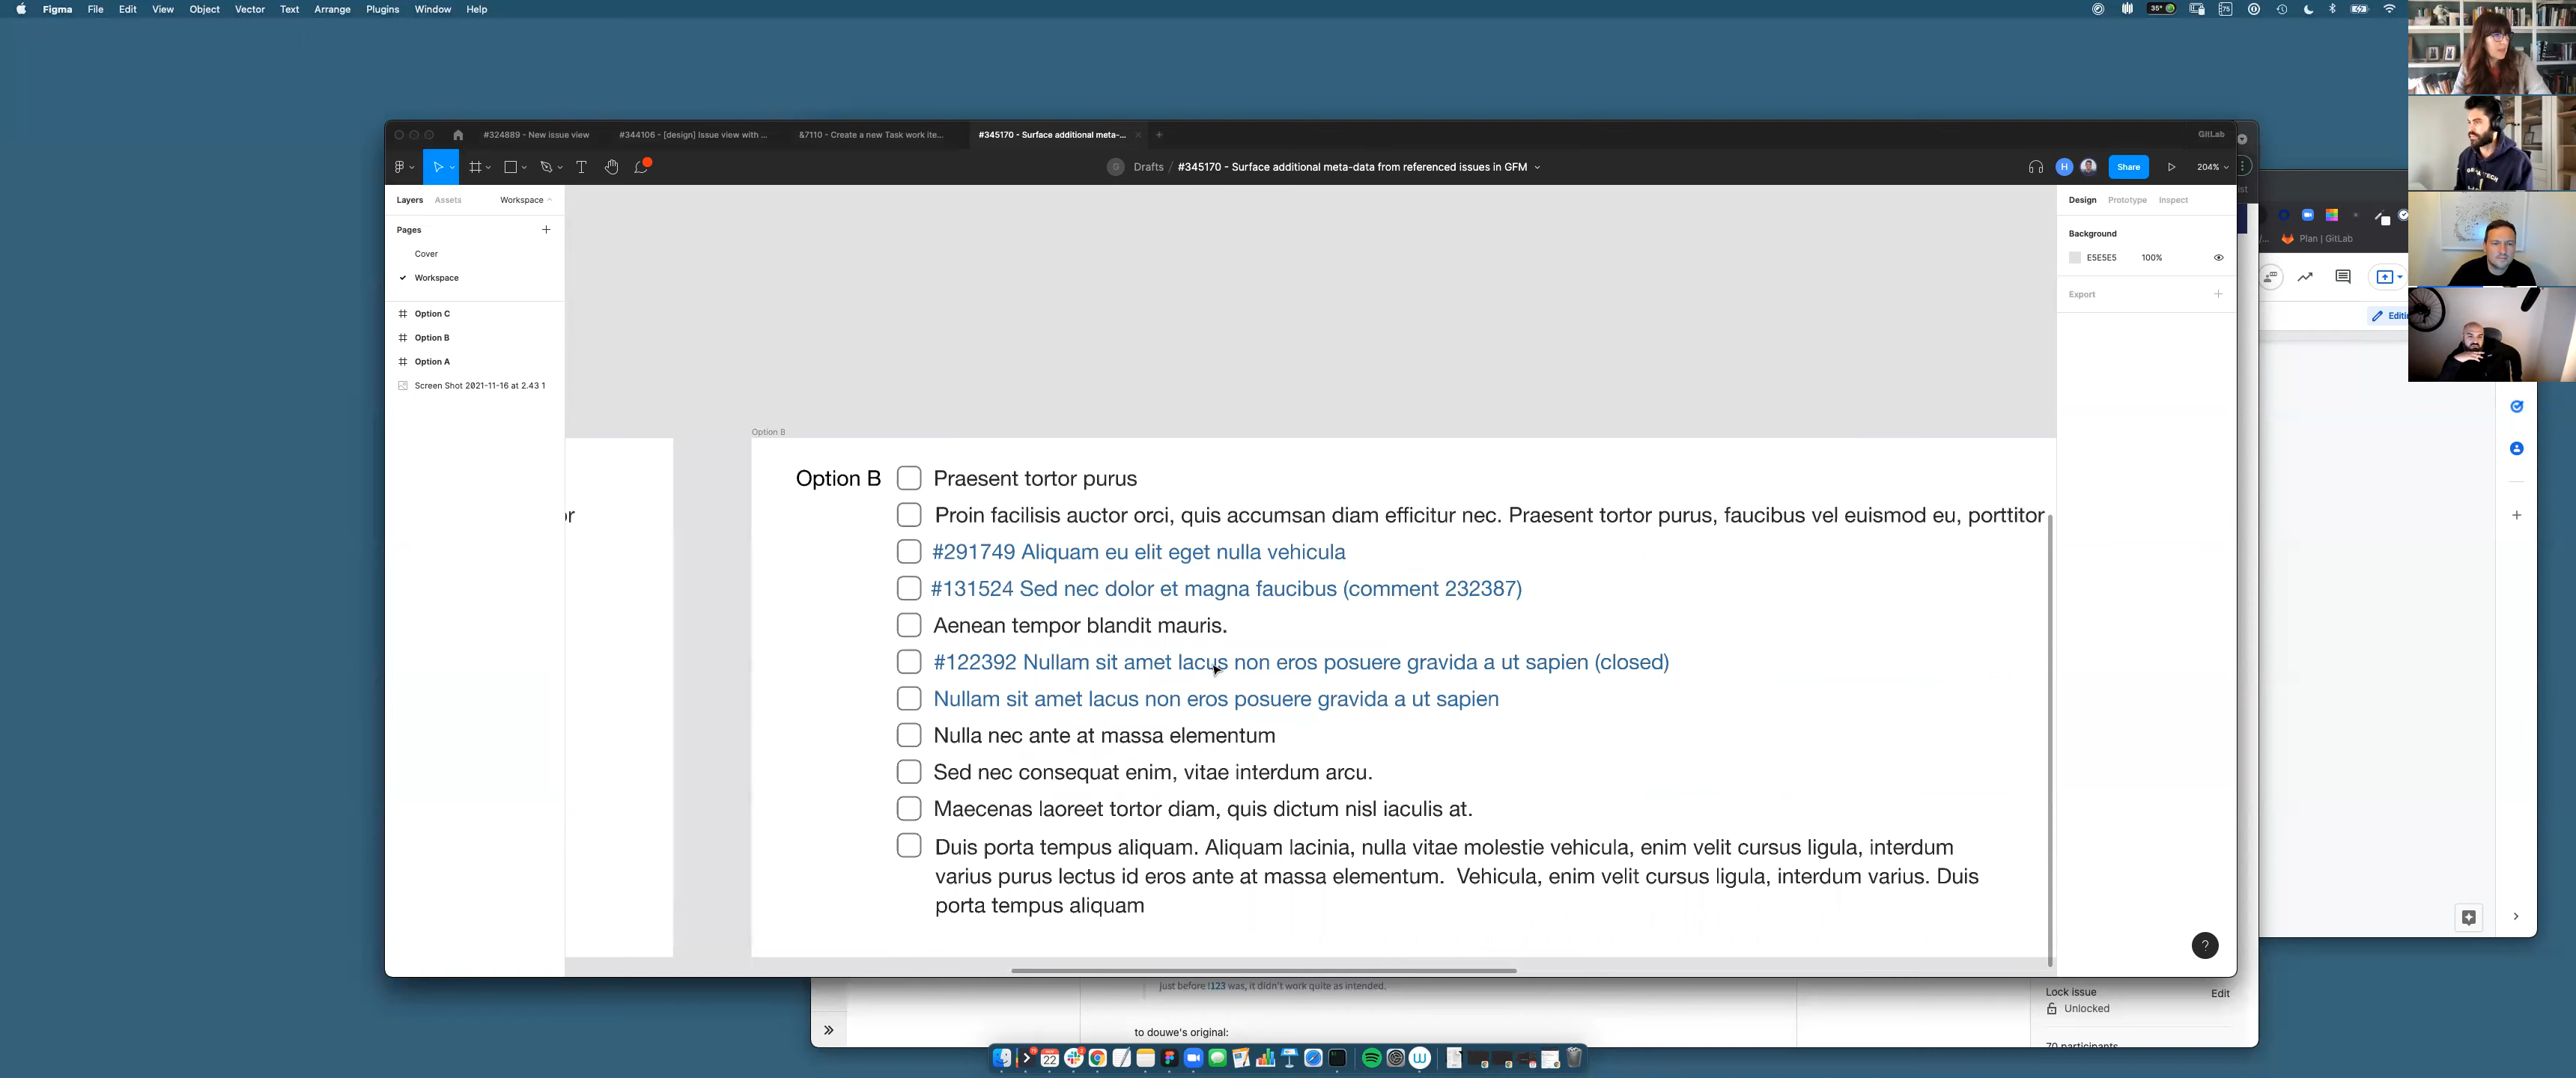 Figma File Edit View Vector Text Object Arrange Plugins Window Help
35°
75
#324889 - New issue view
#344106 - [design] Issue view with ...
&7110 - Create a new Task work ite...
#345170 - Surface additional meta-...
GitLab
Drafts / #345170 - Surface additional meta-data from referenced issues in GFM
H
Share
204%
Layers Assets Workspace
Pages
Cover
Workspace
Option C
Option B
Option A
Screen Shot 2021-11-16 at 2.43 1
Design Prototype Inspect
Background
E5E5E5 100%
Export
Plan | GitLab
Option B
or
Option B
Praesent tortor purus
Proin facilisis auctor orci, quis accumsan diam efficitur nec. Praesent tortor purus, faucibus vel euismod eu, porttitor
#291749 Aliquam eu elit eget nulla vehicula
#131524 Sed nec dolor et magna faucibus (comment 232387)
Aenean tempor blandit mauris.
#122392 Nullam sit amet lacus non eros posuere gravida a ut sapien (closed)
Nullam sit amet lacus non eros posuere gravida a ut sapien
Nulla nec ante at massa elementum
Sed nec consequat enim, vitae interdum arcu.
Maecenas laoreet tortor diam, quis dictum nisl iaculis at.
Duis porta tempus aliquam. Aliquam lacinia, nulla vitae molestie vehicula, enim velit cursus ligula, interdum
varius purus lectus id eros ante at massa elementum. Vehicula, enim velit cursus ligula, interdum varius. Duis
porta tempus aliquam
?
just before !123 was, it didn't work quite as intended.
to douwe's original:
Lock issue Edit
Unlocked
70 participants
22